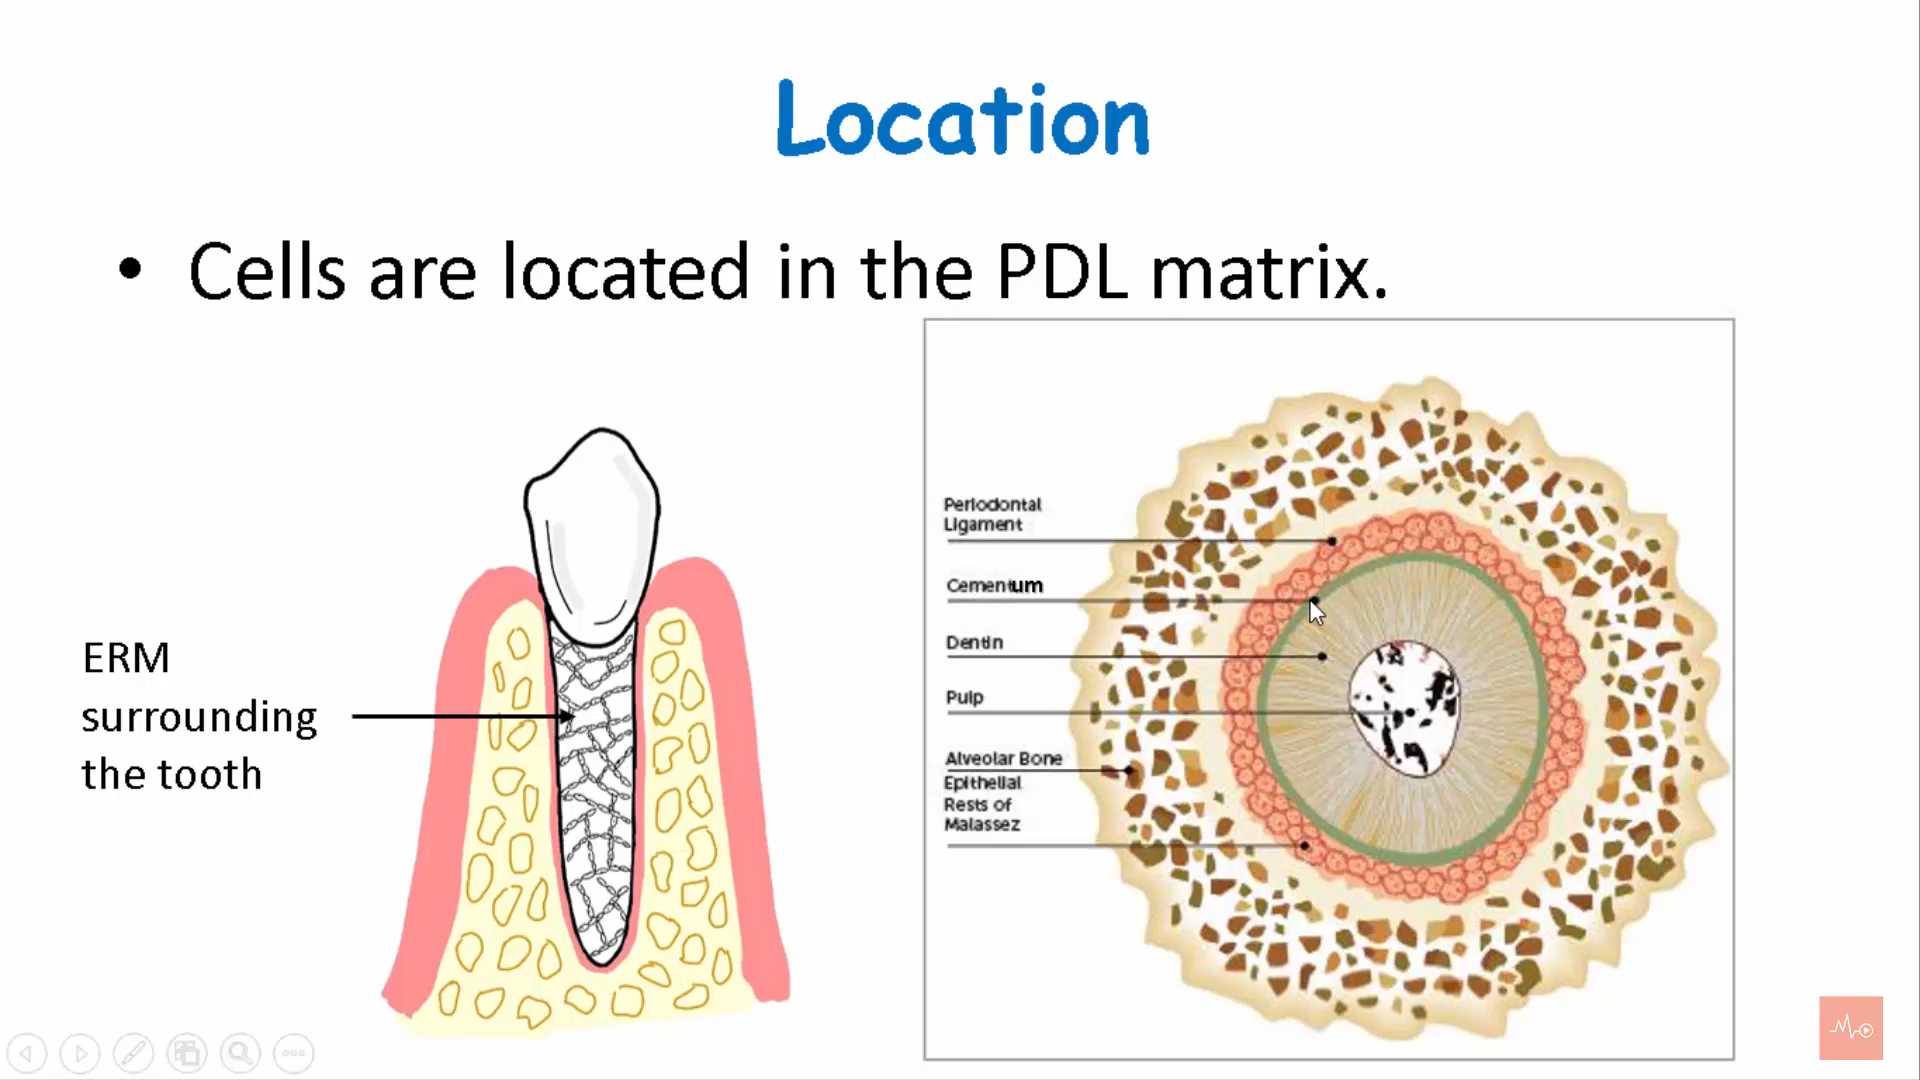 Location
• Cells are located in the PDL matrix.
ERM
surrounding
the tooth
Periodontal
Ligament
Cementum
Dentin
Pulp
Alveolar Bone
Epithelial
Rests of
Malassez